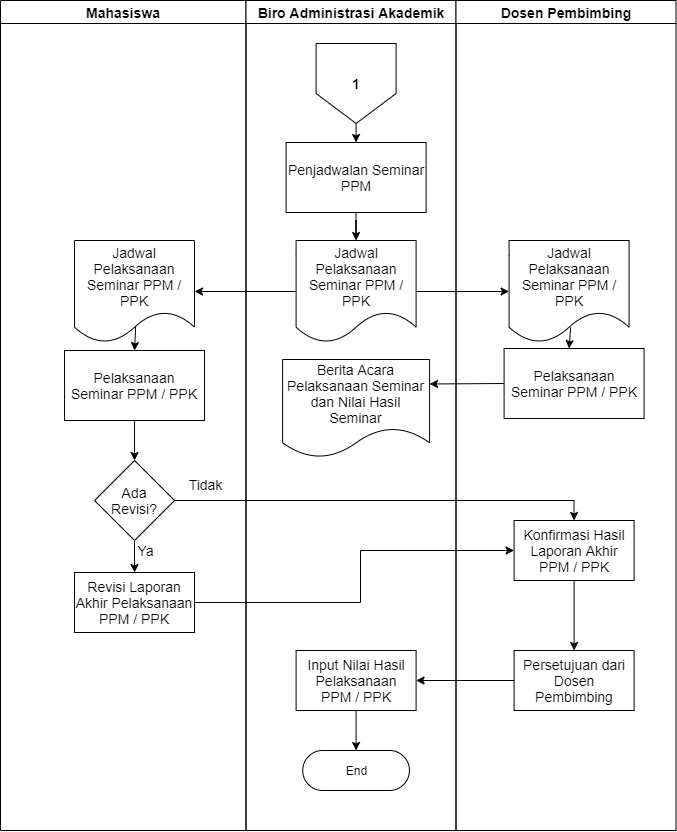 Mahasiswa
Biro Administrasi Akademik
Dosen Pembimbing
1
Penjadwalan Seminar
PPM
Jadwal
Pelaksanaan
Seminar PPM /
PPK
Jadwal
Pelaksanaan
Seminar PPM /
PPK
Jadwal
Pelaksanaan
Seminar PPM /
PPK
Pelaksanaan
Seminar PPM / PPK
Berita Acara
Pelaksanaan Seminar
dan Nilai Hasil
Seminar
Pelaksanaan
Seminar PPM / PPK
Ada
Revisi?
Tidak
Ya
Konfirmasi Hasil
Laporan Akhir
PPM / PPK
Revisi Laporan
Akhir Pelaksanaan
PPM / PPK
Input Nilai Hasil
Pelaksanaan
PPM / PPK
Persetujuan dari
Dosen
Pembimbing
End